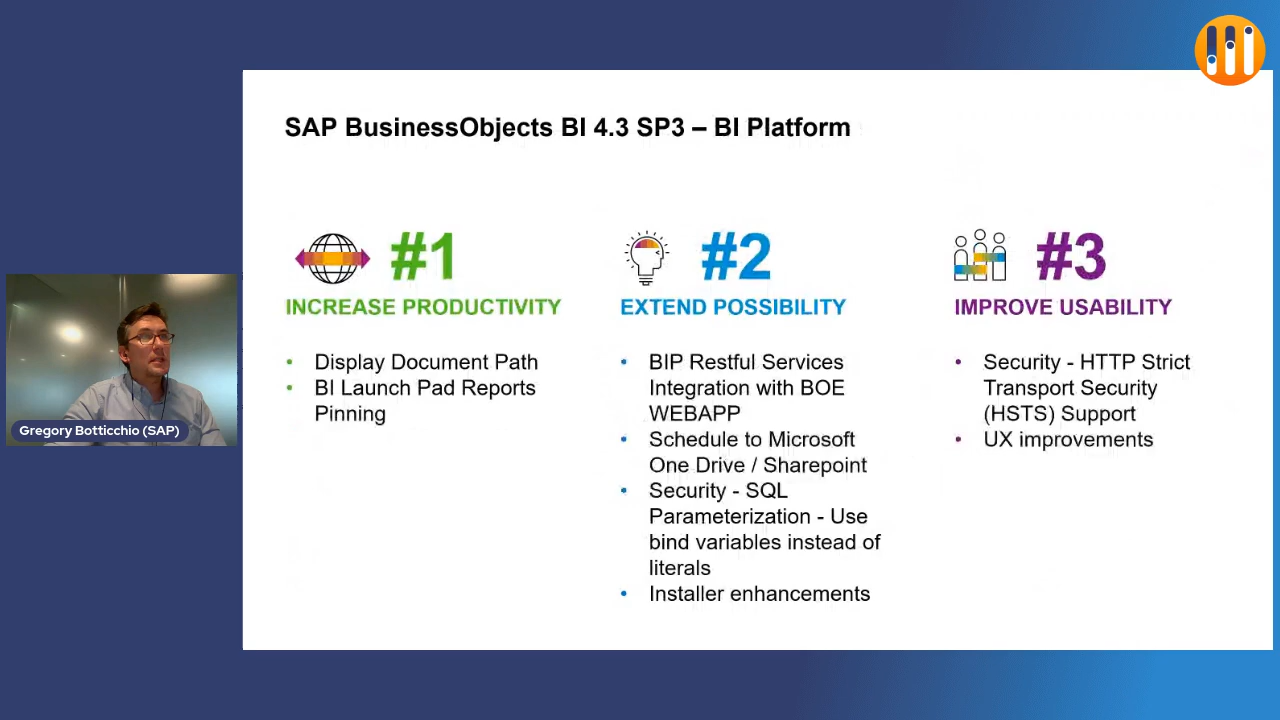 SAP BusinessObjects BI 4.3 SP3 – BI Platform
#1
INCREASE PRODUCTIVITY
• Display Document Path
• BI Launch Pad Reports
Pinning
#2
EXTEND POSSIBILITY
• BIP Restful Services
Integration with BOE
WEBAPP
• Schedule to Microsoft
One Drive / Sharepoint
• Security - SQL
Parameterization - Use
bind variables instead of
literals
• Installer enhancements
#3
IMPROVE USABILITY
• Security - HTTP Strict
Transport Security
(HSTS) Support
• UX improvements
Gregory Botticchio (SAP)